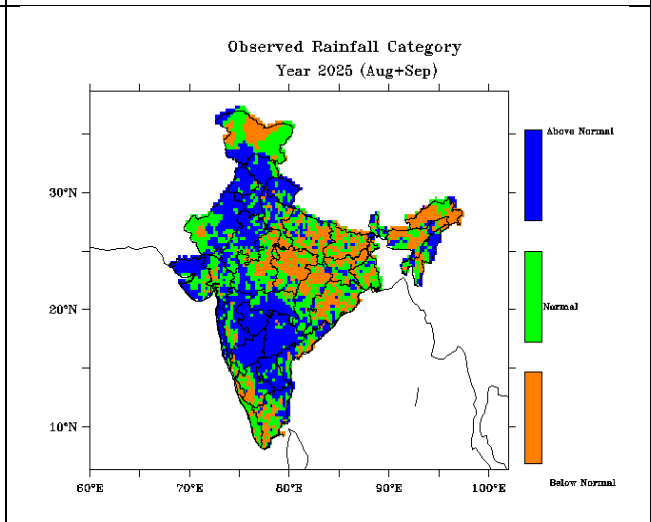 Observed Rainfall Category
Year 2025 (Aug+Sep)
Above Normal
30°N
Normal
20°N
10°N
Below Normal
60°E 70°E 80°E 90°E 100°E